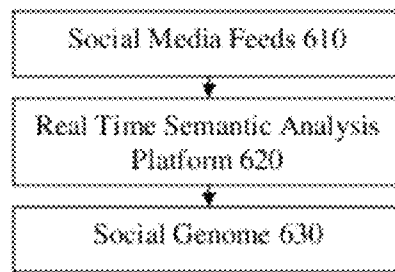 Social Media Feeds 610
Real Time Semantic Analysis
Platform 620
Social Genome 630